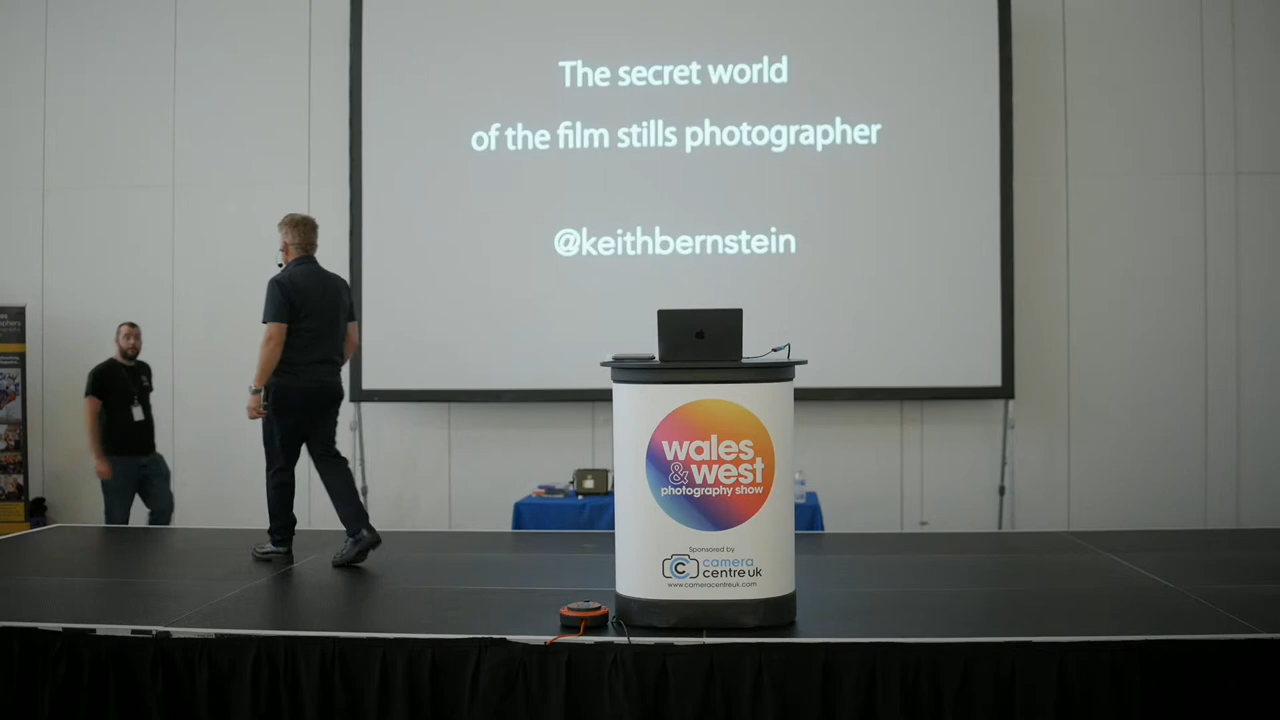 The secret world
of the film stills photographer
@keithbernstein
wales
&west
photography show
Sponsored by
camera
centre uk
www.cameracentreuk.com